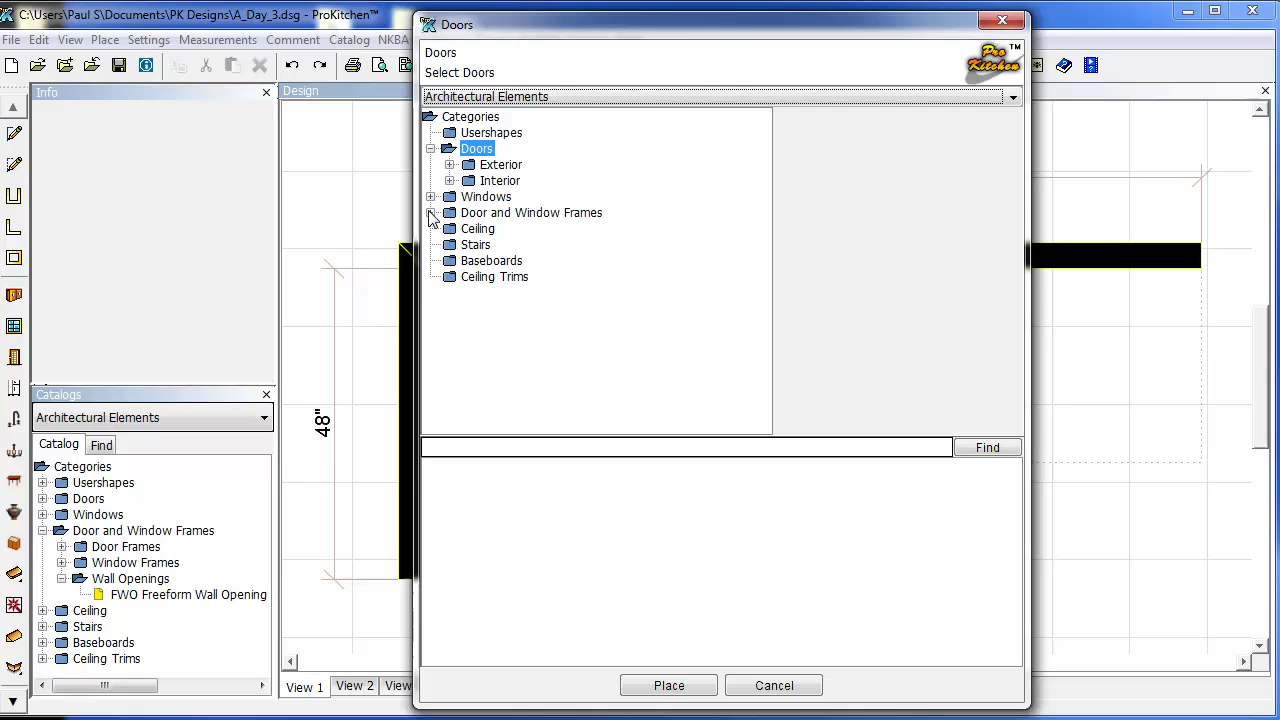 C:\Users\Paul S\Documents\PK Designs\A_Day_3.dsg - ProKitchen™
File Edit View Place Settings Measurements Comment Catalog NKBA
Info
Design
48"
Catalogs
Architectural Elements
Catalog Find
Categories
Usershapes
Doors
Windows
Door and Window Frames
Door Frames
Window Frames
Wall Openings
FWO Freeform Wall Opening
Ceiling
Stairs
Baseboards
Ceiling Trims
View 1 View 2 View
Doors
Doors
Select Doors
Pro Kitchen™
Architectural Elements
Categories
Usershapes
Doors
Exterior
Interior
Windows
Door and Window Frames
Ceiling
Stairs
Baseboards
Ceiling Trims
Find
Place Cancel